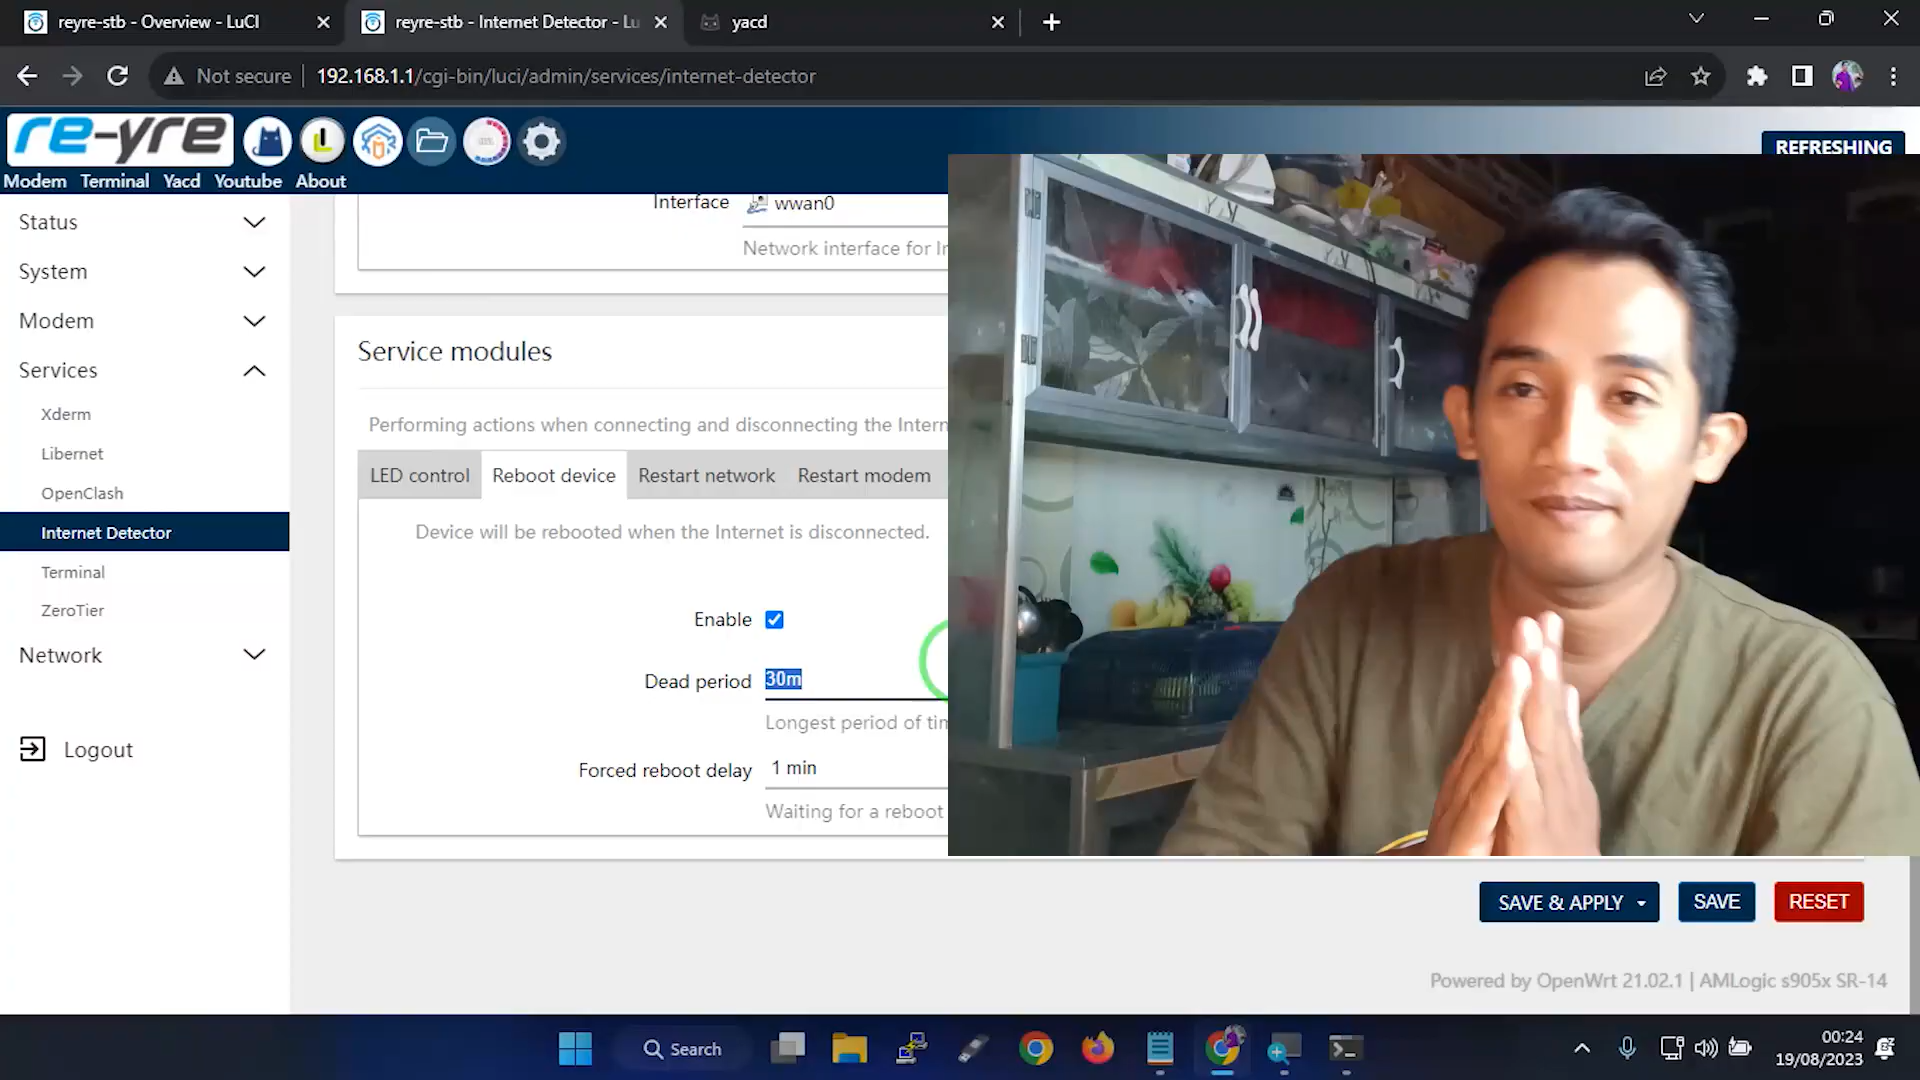 reyre-stb - Overview - LuCI
reyre-stb - Internet Detector - Lu
yacd
Not secure
192.168.1.1/cgi-bin/luci/admin/services/internet-detector
re-yre
REFRESHING
Modem Terminal Yacd Youtube About
Status
System
Modem
Services
Xderm
Libernet
OpenClash
Internet Detector
Terminal
ZeroTier
Network
Logout
Interface wwan0
Network interface for Ir
Service modules
Performing actions when connecting and disconnecting the Intern
LED control Reboot device Restart network Restart modem
Device will be rebooted when the Internet is disconnected.
Enable
Dead period 30m
Longest period of tim
Forced reboot delay 1 min
Waiting for a reboot
SAVE & APPLY SAVE RESET
Powered by OpenWrt 21.02.1 | AMLogic s905x SR-14
Search
00:24
19/08/2023